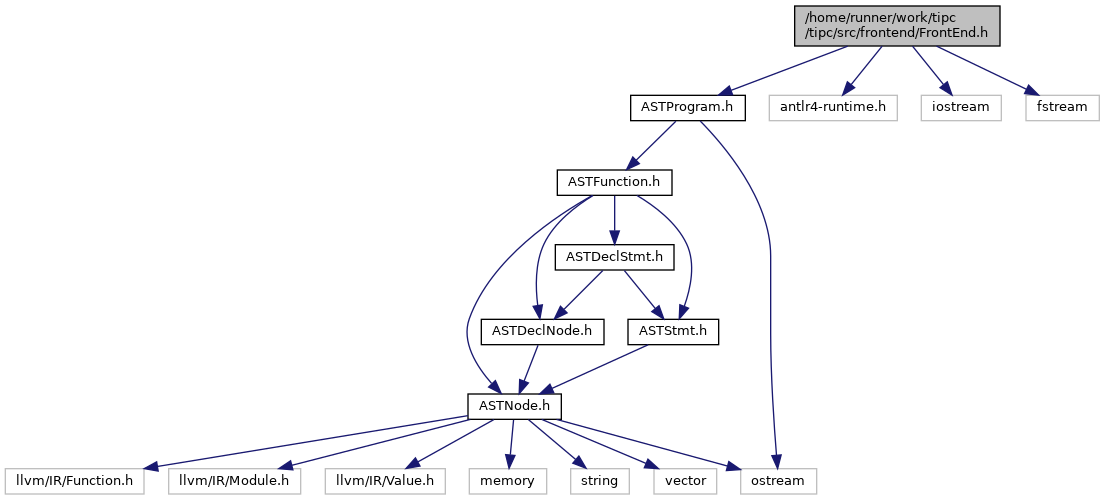 /home/runner/work/tipc
/tipc/src/frontend/FrontEnd.h
ASTProgram.h
antlr4-runtime.h
iostream
fstream
ASTFunction.h
ASTDeclStmt.h
ASTDeclNode.h
ASTStmt.h
ASTNode.h
llvm/IR/Function.h
llvm/IR/Module.h
llvm/IR/Value.h
memory
string
vector
ostream